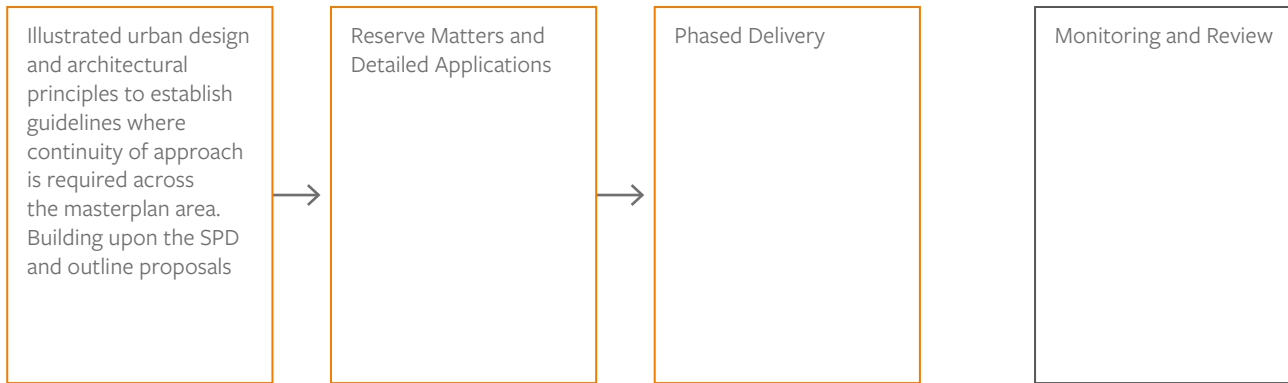 Illustrated urban design
and architectural
principles to establish
guidelines where
continuity of approach
is required across
the masterplan area.
Building upon the SPD
and outline proposals
Reserve Matters and
Detailed Applications
Phased Delivery
Monitoring and Review